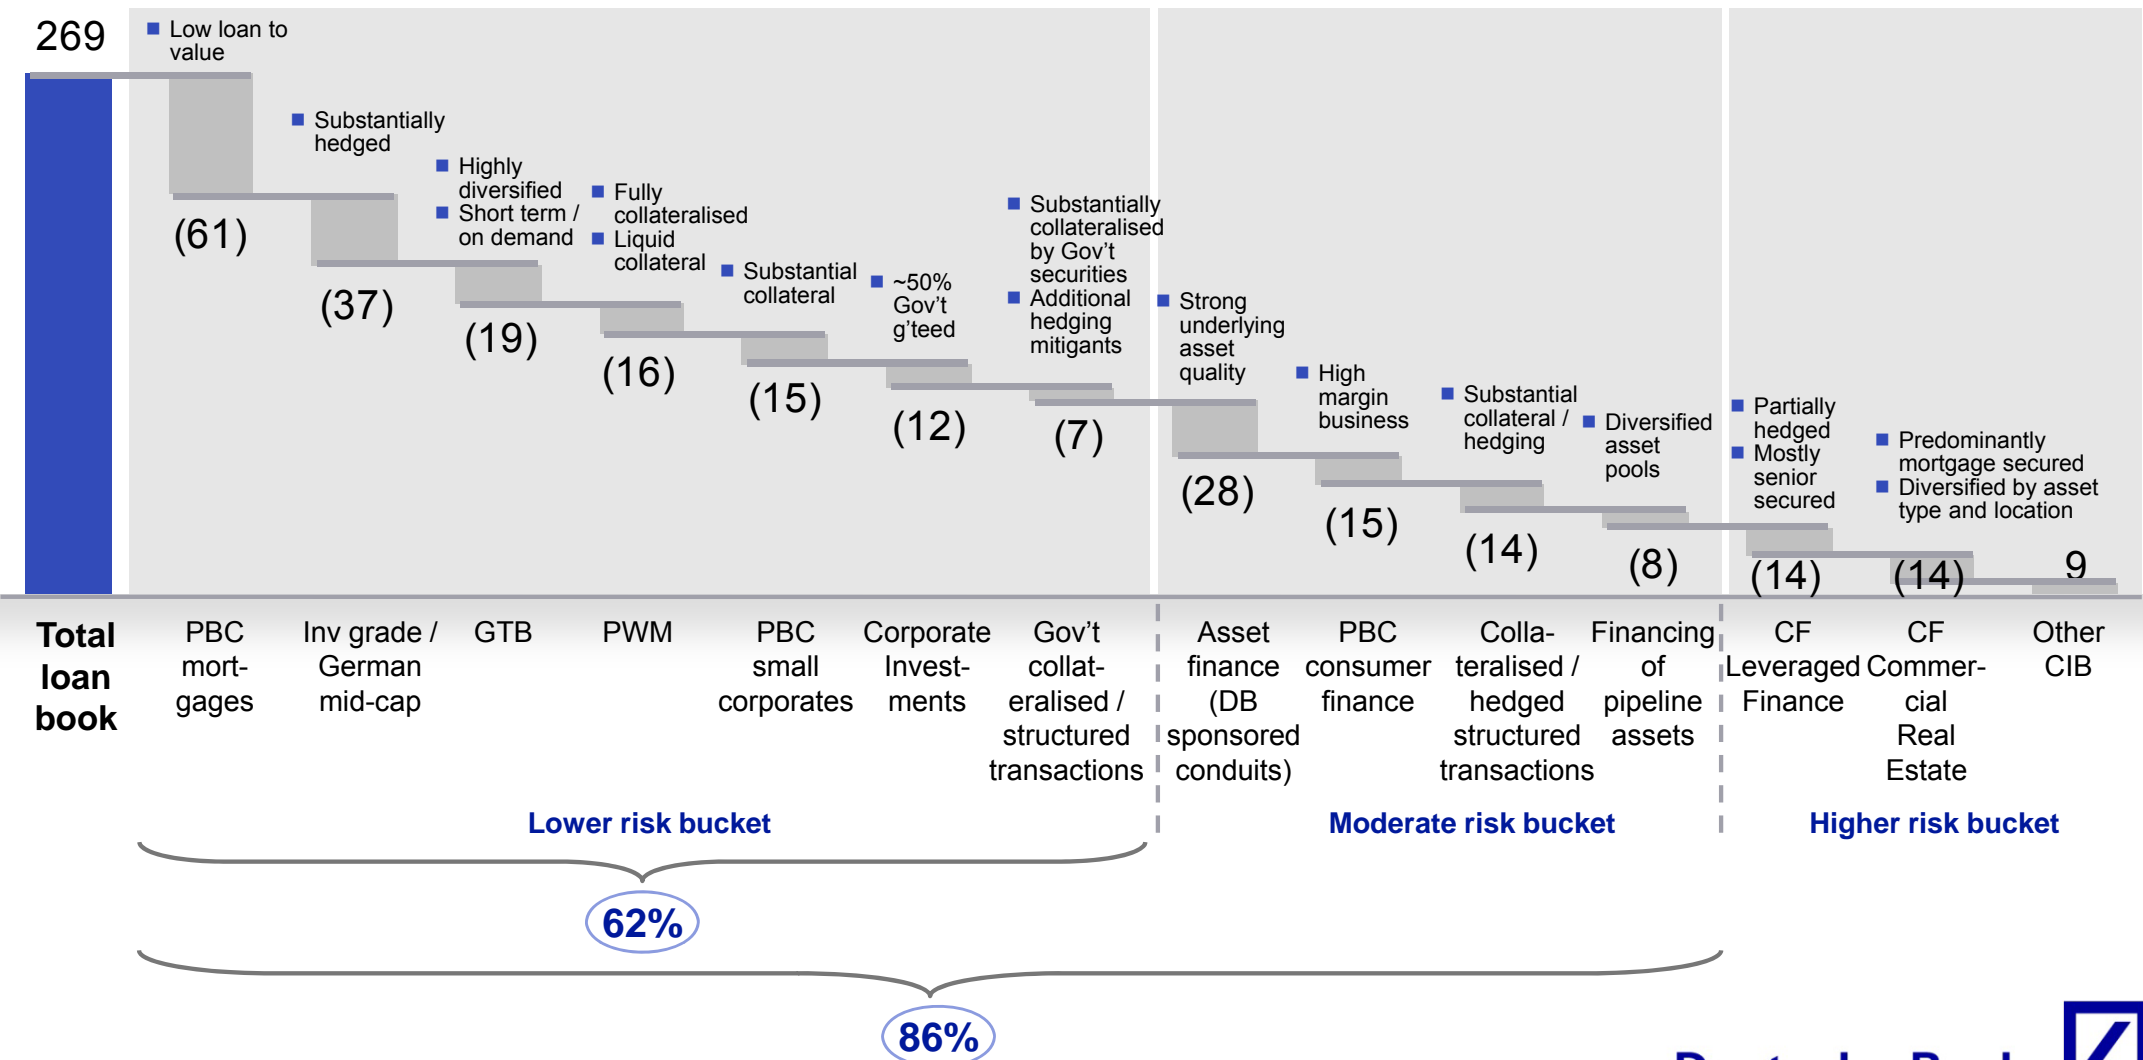 269
Low loan to
value
Substantially
hedged
Highly
diversified
Short term /
on demand
Fully
collateralised
Liquid
collateral
Substantial
collateral
~50%
Gov't
g'teed
Substantially
collateralised
by Gov't
securities
Additional
hedging
mitigants
Strong
underlying
asset
quality
High
margin
business
Substantial
collateral /
hedging
Diversified
asset
pools
Partially
hedged
Mostly
senior
secured
Predominantly
mortgage secured
Diversified by asset
type and location
(61)
(37)
(19)
(16)
(15)
(12)
(7)
(28)
(15)
(14)
(8)
(14)
(14)
9
Total
loan
book
PBC
mort-
gages
Inv grade /
German
mid-cap
GTB
PWM
PBC
small
corporates
Corporate
Invest-
ments
Gov't
collat-
eralised /
structured
transactions
Asset
finance
(DB
sponsored
conduits)
PBC
consumer
finance
Colla-
teralised /
hedged
structured
transactions
Financing
of
pipeline
assets
CF
Leveraged
Finance
CF
Commer-
cial
Real
Estate
Other
CIB
Lower risk bucket
Moderate risk bucket
Higher risk bucket
62%
86%